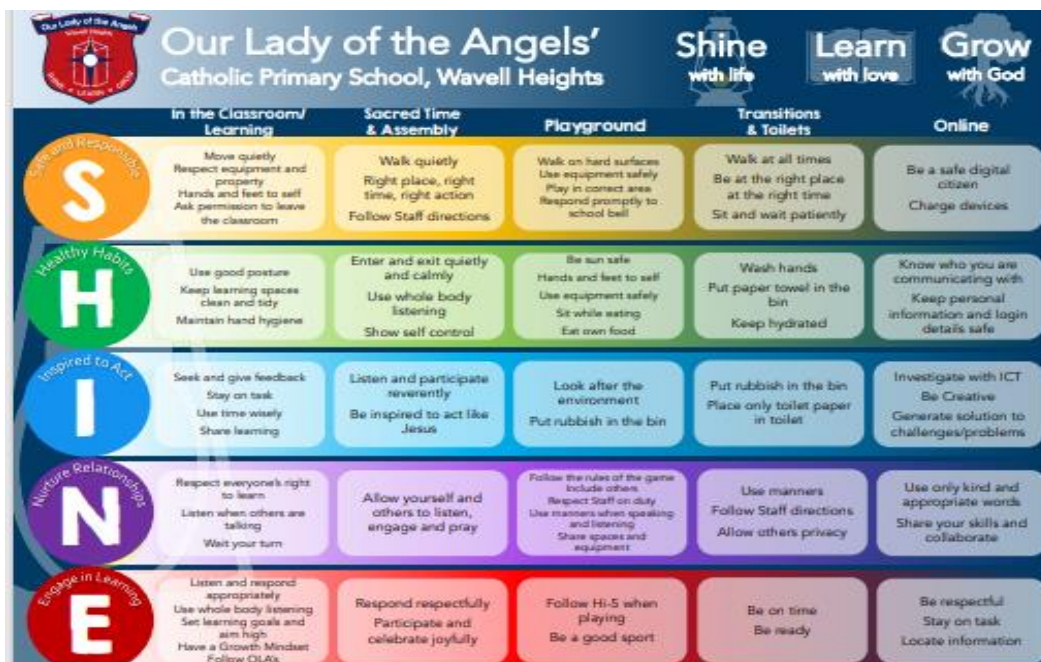 Our Lady of the Angels
Wavell Heights
SHINE • LEARN • GROW
Our Lady of the Angels'
Catholic Primary School, Wavell Heights
Shine
with life
Learn
with love
Grow
with God
In the Classroom/
Learning
Sacred Time
& Assembly
Playground
Transitions
& Toilets
Online
Safe and Responsible
S
Move quietly
Respect equipment and
property
Hands and feet to self
Ask permission to leave
the classroom
Walk quietly
Right place, right
time, right action
Follow Staff directions
Walk on hard surfaces
Use equipment safely
Play in correct area
Respond promptly to
school bell
Walk at all times
Be at the right place
at the right time
Sit and wait patiently
Be a safe digital
citizen
Charge devices
Healthy Habits
H
Use good posture
Keep learning spaces
clean and tidy
Maintain hand hygiene
Enter and exit quietly
and calmly
Use whole body
listening
Show self control
Be sun safe
Hands and feet to self
Use equipment safely
Sit while eating
Eat own food
Wash hands
Put paper towel in the
bin
Keep hydrated
Know who you are
communicating with
Keep personal
information and login
details safe
Inspired to Act
I
Seek and give feedback
Stay on task
Use time wisely
Share learning
Listen and participate
reverently
Be inspired to act like
Jesus
Look after the
environment
Put rubbish in the bin
Put rubbish in the bin
Place only toilet paper
in toilet
Investigate with ICT
Be Creative
Generate solution to
challenges/problems
Nurture Relationships
N
Respect everyone's right
to learn
Listen when others are
talking
Wait your turn
Allow yourself and
others to listen,
engage and pray
Follow the rules of the game
Include others
Respect Staff on duty
Use manners when speaking
and listening
Share spaces and
equipment
Use manners
Follow Staff directions
Allow others privacy
Use only kind and
appropriate words
Share your skills and
collaborate
Engage in Learning
E
Listen and respond
appropriately
Use whole body listening
Set learning goals and
aim high
Have a Growth Mindset
Follow OLA's
Respond respectfully
Participate and
celebrate joyfully
Follow Hi-5 when
playing
Be a good sport
Be on time
Be ready
Be respectful
Stay on task
Locate information